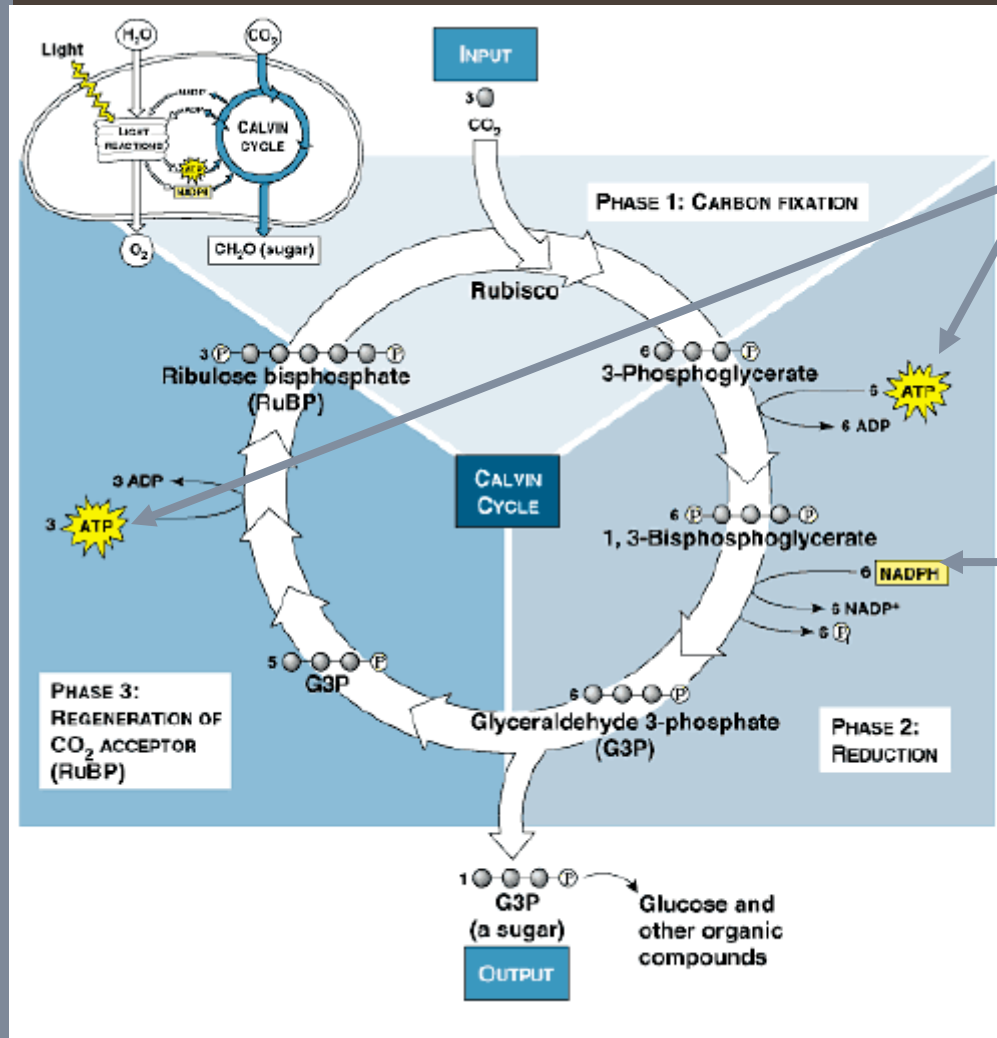 Light
H₂O
CO₂
NADP⁺
ADP
LIGHT
REACTIONS
CALVIN
CYCLE
ATP
NADPH
O₂
CH₂O (sugar)
INPUT
3
CO₂
PHASE 1: CARBON FIXATION
Rubisco
3 P P
Ribulose bisphosphate
(RuBP)
6 P
3-Phosphoglycerate
6 ATP
6 ADP
CALVIN
CYCLE
3 ADP
3 ATP
6 P P
1, 3-Bisphosphoglycerate
6 NADPH
6 NADP⁺
6 Pᵢ
5 P
G3P
6 P
Glyceraldehyde 3-phosphate
(G3P)
PHASE 3:
REGENERATION OF
CO₂ ACCEPTOR
(RuBP)
PHASE 2:
REDUCTION
1 P
G3P
(a sugar)
Glucose and
other organic
compounds
OUTPUT